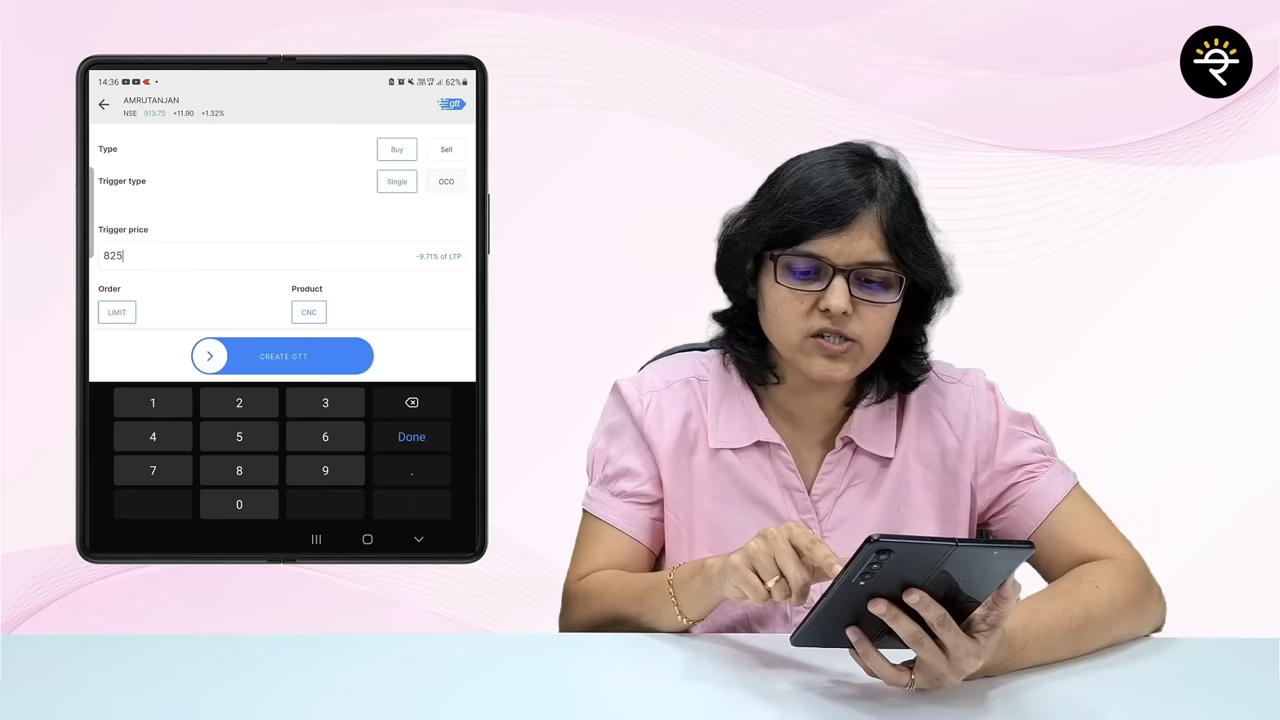 14:36 62%
AMRUTANJAN
NSE 913.75 +11.90 +1.32%
gtt
Type Buy Sell
Trigger type Single OCO
Trigger price
825 -9.71% of LTP
Order Product
LIMIT CNC
CREATE GTT
1 2 3
4 5 6 Done
7 8 9 .
0